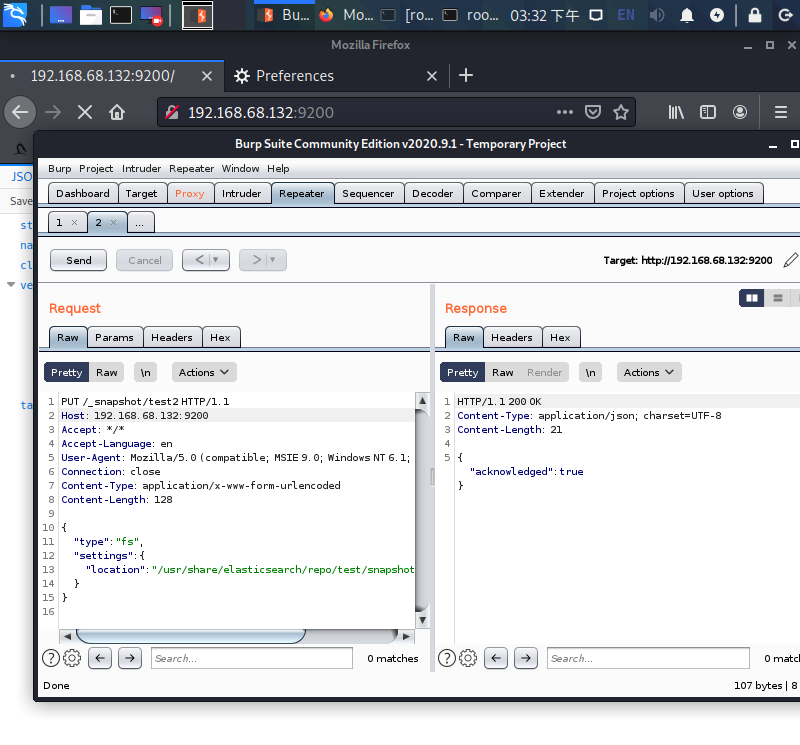 Bu...
Mo...
[ro...
roo...
03:32 下午
EN
Mozilla Firefox
192.168.68.132:9200/
Preferences
192.168.68.132:9200
Burp Suite Community Edition v2020.9.1 - Temporary Project
JSO
Save
st
na
cl
ve
ta
Burp Project Intruder Repeater Window Help
Dashboard Target Proxy Intruder Repeater Sequencer Decoder Comparer Extender Project options User options
1 × 2 × ...
Send Cancel < > Target: http://192.168.68.132:9200
Request
Raw Params Headers Hex
Pretty Raw \n Actions
1 PUT /_snapshot/test2 HTTP/1.1
2 Host: 192.168.68.132:9200
3 Accept: */*
4 Accept-Language: en
5 User-Agent: Mozilla/5.0 (compatible; MSIE 9.0; Windows NT 6.1;
6 Connection: close
7 Content-Type: application/x-www-form-urlencoded
8 Content-Length: 128
9
10 {
11 "type":"fs",
12 "settings":{
13 "location":"/usr/share/elasticsearch/repo/test/snapshot
14 }
15 }
16
Search... 0 matches
Response
Raw Headers Hex
Pretty Raw Render \n Actions
1 HTTP/1.1 200 OK
2 Content-Type: application/json; charset=UTF-8
3 Content-Length: 21
4
5 {
"acknowledged":true
}
Search... 0 matc
Done
107 bytes | 8